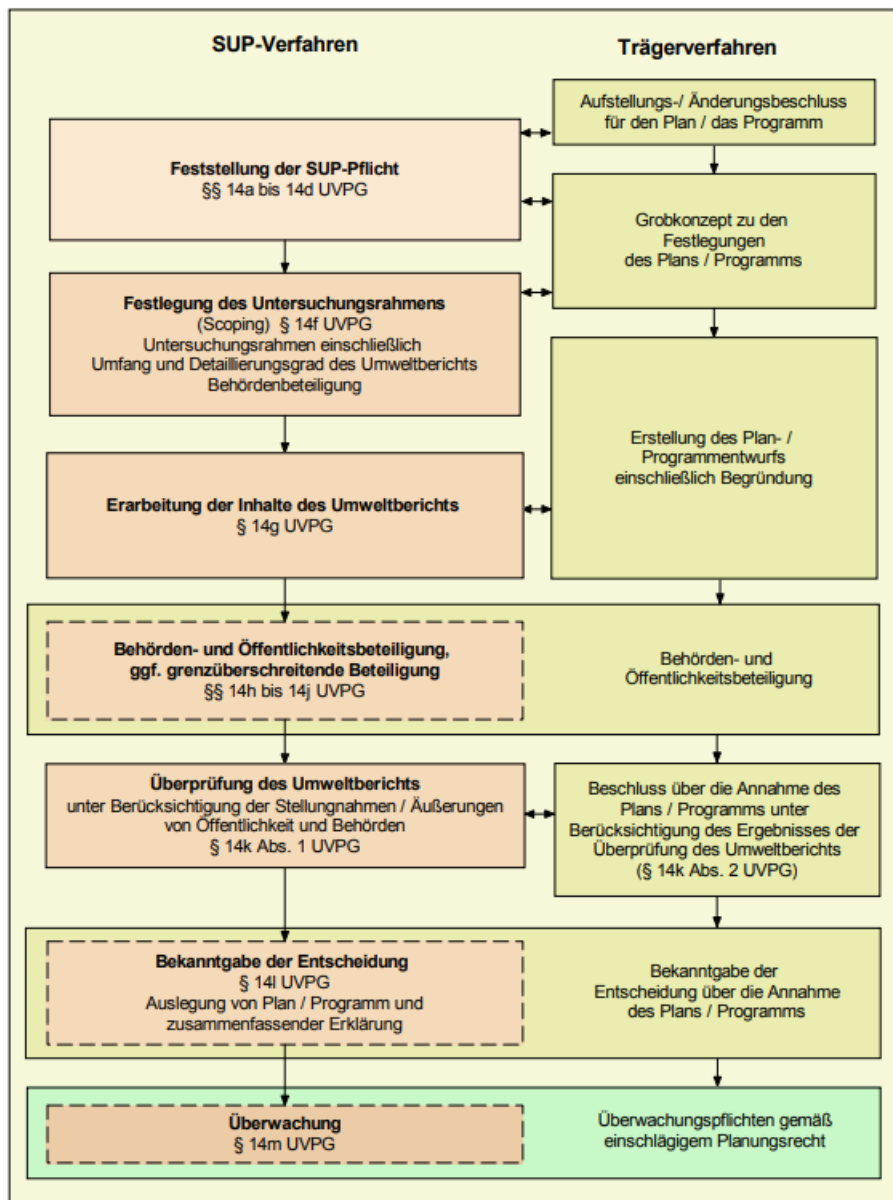 SUP-Verfahren
Trägerverfahren
Aufstellungs-/ Änderungsbeschluss
für den Plan / das Programm
Feststellung der SUP-Pflicht
§§ 14a bis 14d UVPG
Grobkonzept zu den
Festlegungen
des Plans / Programms
Festlegung des Untersuchungsrahmens
(Scoping) § 14f UVPG
Untersuchungsrahmen einschließlich
Umfang und Detaillierungsgrad des Umweltberichts
Behördenbeteiligung
Erstellung des Plan- /
Programmentwurfs
einschließlich Begründung
Erarbeitung der Inhalte des Umweltberichts
§ 14g UVPG
Behörden- und Öffentlichkeitsbeteiligung,
ggf. grenzüberschreitende Beteiligung
§§ 14h bis 14j UVPG
Behörden- und
Öffentlichkeitsbeteiligung
Überprüfung des Umweltberichts
unter Berücksichtigung der Stellungnahmen / Äußerungen
von Öffentlichkeit und Behörden
§ 14k Abs. 1 UVPG
Beschluss über die Annahme des
Plans / Programms unter
Berücksichtigung des Ergebnisses der
Überprüfung des Umweltberichts
(§ 14k Abs. 2 UVPG)
Bekanntgabe der Entscheidung
§ 14l UVPG
Auslegung von Plan / Programm und
zusammenfassender Erklärung
Bekanntgabe der
Entscheidung über die Annahme
des Plans / Programms
Überwachung
§ 14m UVPG
Überwachungspflichten gemäß
einschlägigem Planungsrecht